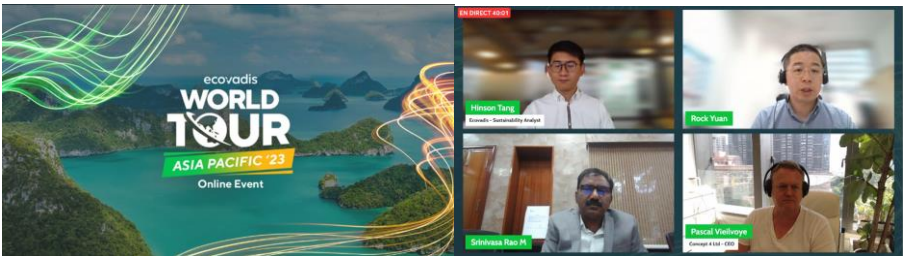 ecovadis
WORLD
TOUR
ASIA PACIFIC '23
Online Event
EN DIRECT 40:01
Hinson Tang
Ecovadis - Sustainability Analyst
Rock Yuan
Srinivasa Rao M
Pascal Vieilvoye
Concept 4 Ltd - CEO